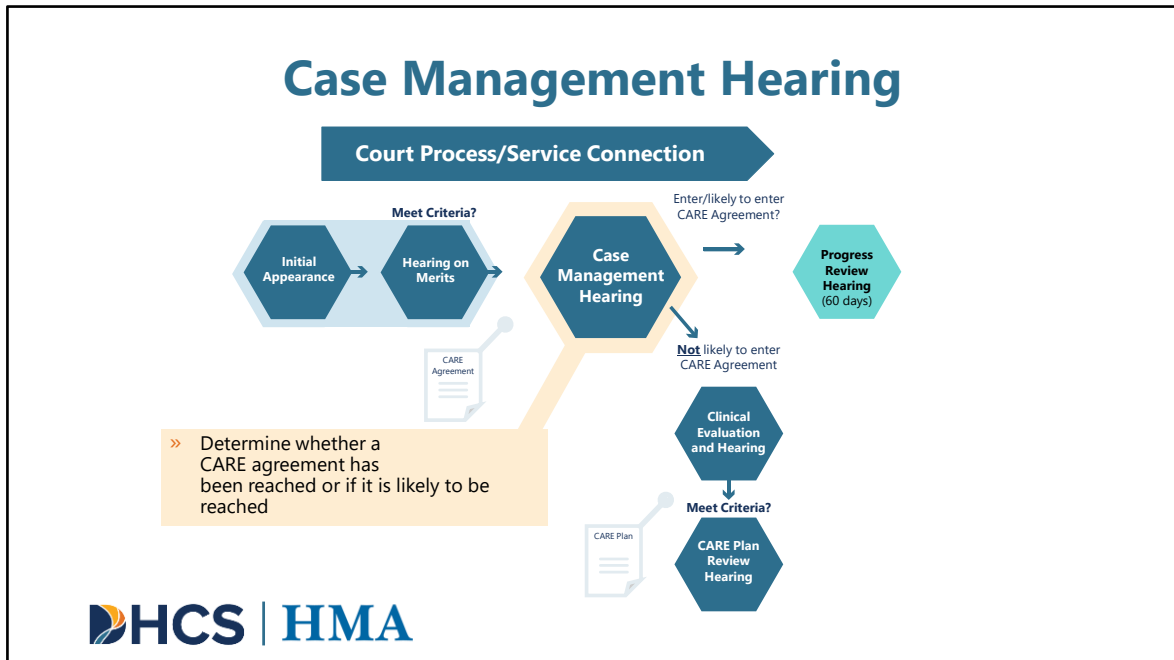 Case Management Hearing
Court Process/Service Connection
Meet Criteria?
Initial
Appearance
Hearing on
Merits
Case
Management
Hearing
Enter/likely to enter
CARE Agreement?
Progress
Review
Hearing
(60 days)
CARE
Agreement
Not likely to enter
CARE Agreement
Clinical
Evaluation
and Hearing
» Determine whether a
CARE agreement has
been reached or if it is likely to be
reached
Meet Criteria?
CARE Plan
CARE Plan
Review
Hearing
DHCS | HMA